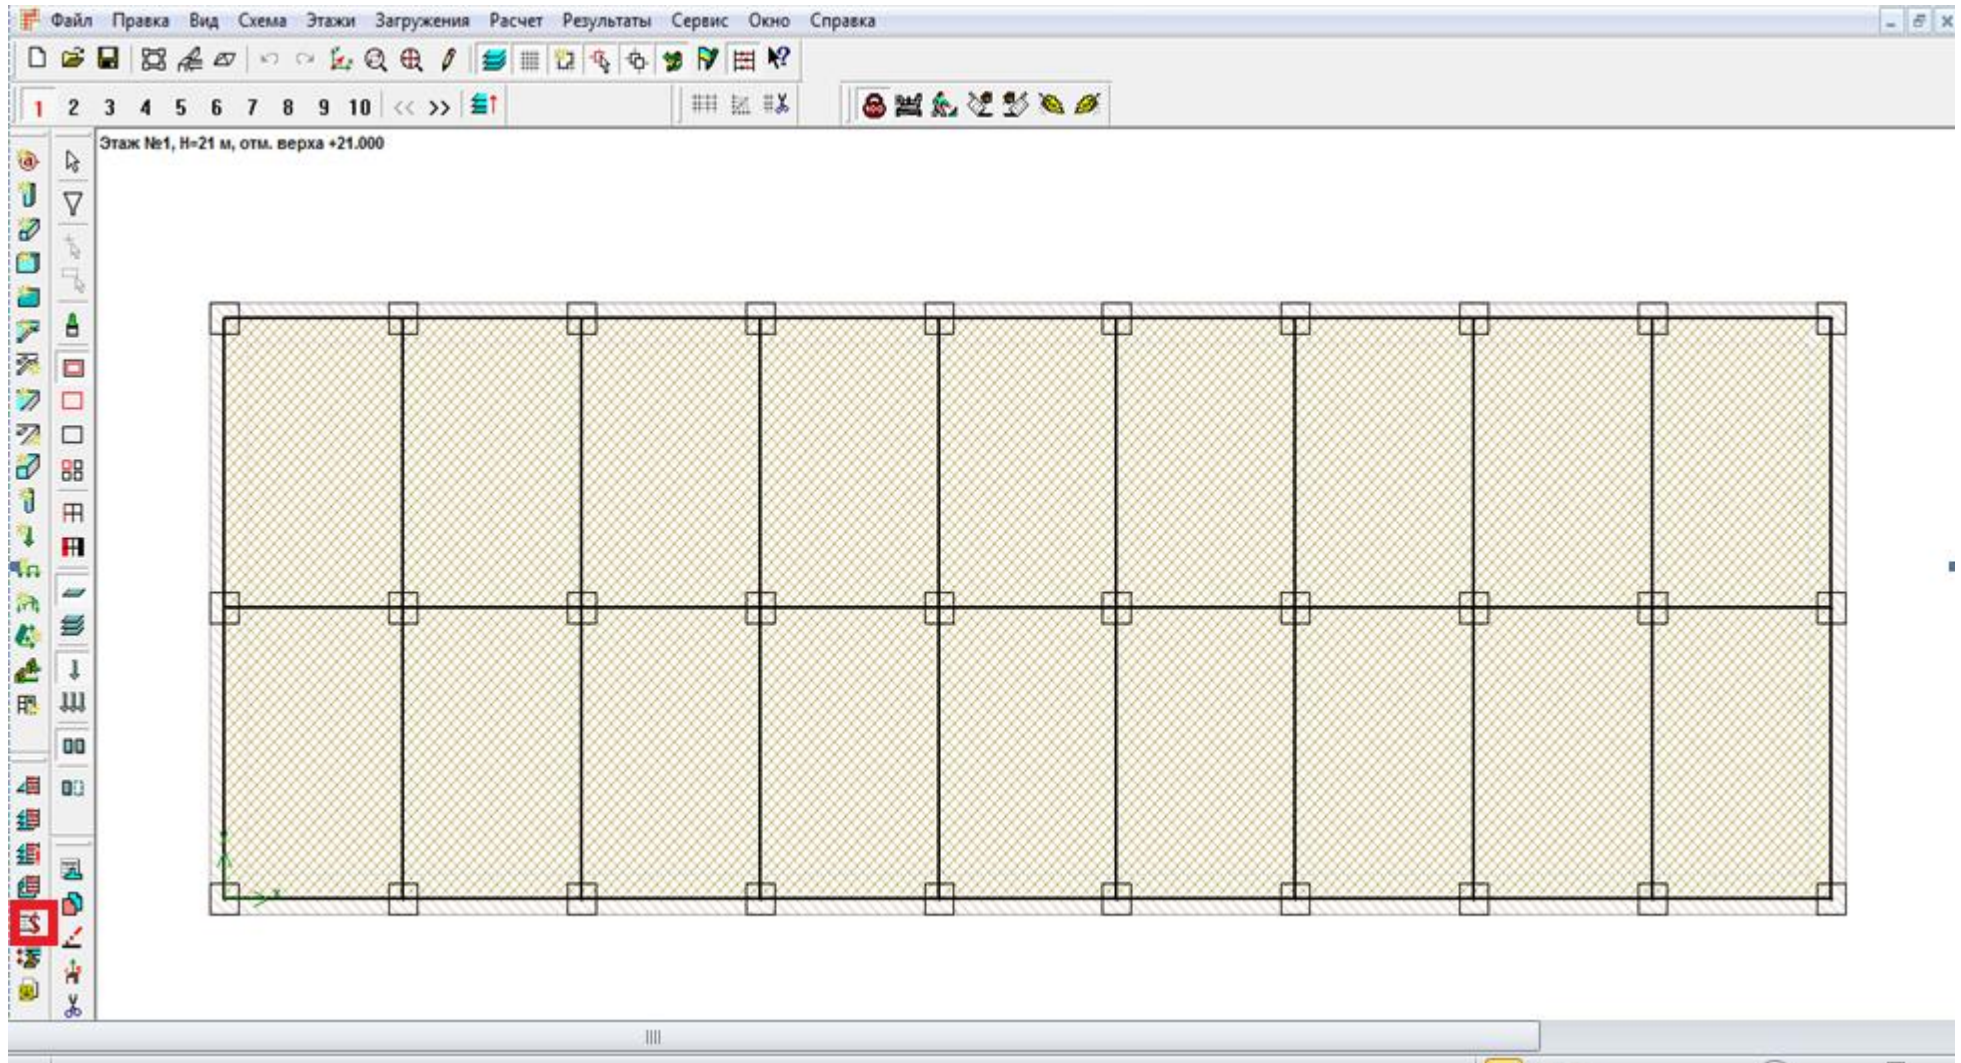 Файл Правка Вид Схема Этажи Загружения Расчет Результаты Сервис Окно Справка
1 2 3 4 5 6 7 8 9 10 << >>
Этаж №1, H=21 м, отм. верха +21.000
x